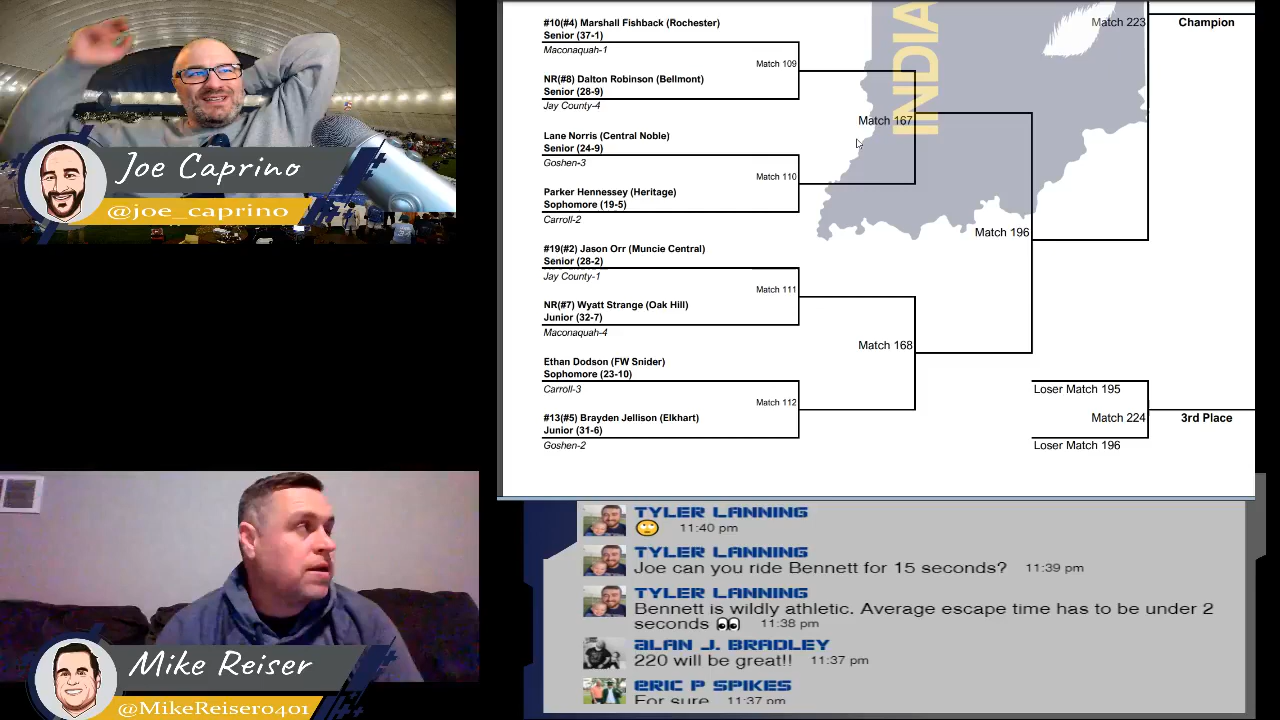 Joe Caprino
@joe_caprino
#10(#4) Marshall Fishback (Rochester)
Senior (37-1)
Maconaquah-1
Match 109
NR(#8) Dalton Robinson (Bellmont)
Senior (28-9)
Jay County-4
Match 167
Lane Norris (Central Noble)
Senior (24-9)
Goshen-3
Match 110
Parker Hennessey (Heritage)
Sophomore (19-5)
Carroll-2
Match 196
#19(#2) Jason Orr (Muncie Central)
Senior (28-2)
Jay County-1
Match 111
NR(#7) Wyatt Strange (Oak Hill)
Junior (32-7)
Maconaquah-4
Match 168
Ethan Dodson (FW Snider)
Sophomore (23-10)
Carroll-3
Match 112
#13(#5) Brayden Jellison (Elkhart)
Junior (31-6)
Goshen-2
INDIA
Match 223
Champion
Loser Match 195
Match 224
3rd Place
Loser Match 196
Mike Reiser
@MikeReiser0401
TYLER LANNING
🙄 11:40 pm
TYLER LANNING
Joe can you ride Bennett for 15 seconds? 11:39 pm
TYLER LANNING
Bennett is wildly athletic. Average escape time has to be under 2
seconds 👀 11:38 pm
ALAN J. BRADLEY
220 will be great!! 11:37 pm
ERIC P SPIKES
For sure 11:37 pm